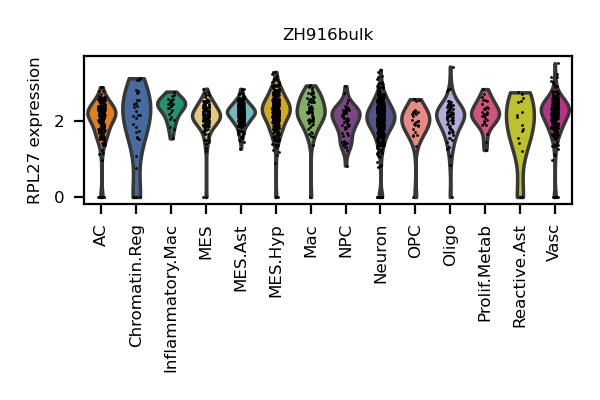 ZH916bulk
RPL27 expression
2
0
AC
Chromatin.Reg
Inflammatory.Mac
MES
MES.Ast
MES.Hyp
Mac
NPC
Neuron
OPC
Oligo
Prolif.Metab
Reactive.Ast
Vasc